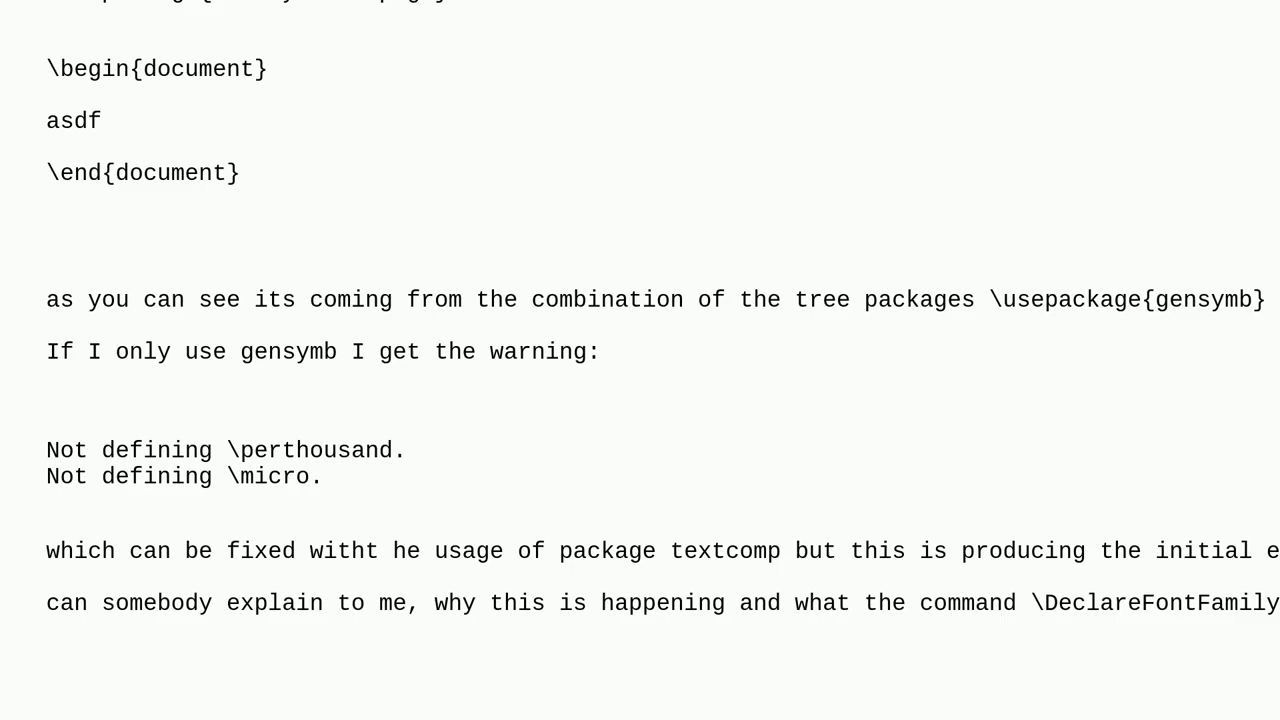 \begin{document}
asdf
\end{document}
as you can see its coming from the combination of the tree packages \usepackage{gensymb}
If I only use gensymb I get the warning:
Not defining \perthousand.
Not defining \micro.
which can be fixed witht he usage of package textcomp but this is producing the initial
can somebody explain to me, why this is happening and what the command \DeclareFontFamily